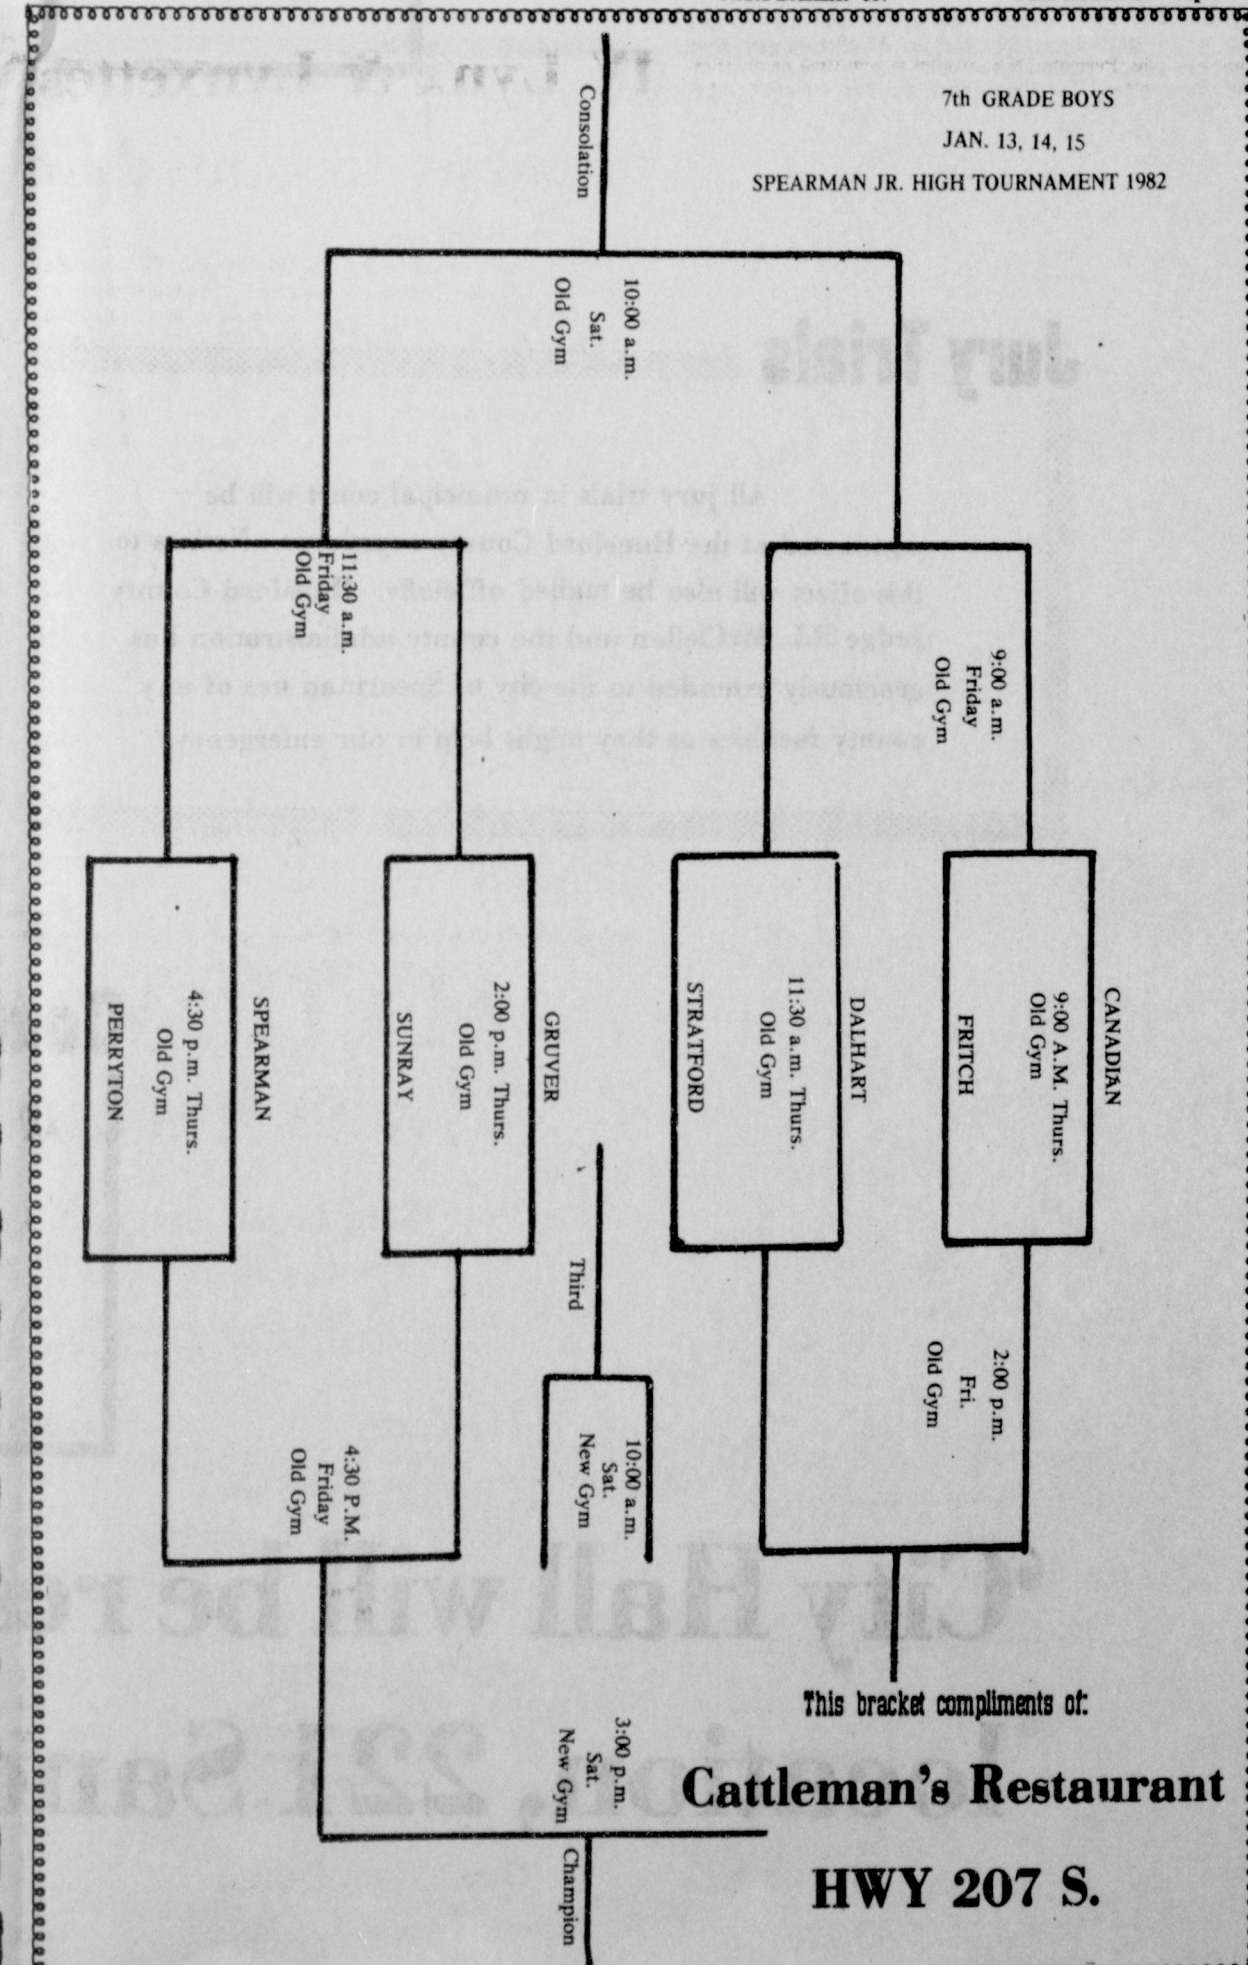 7th GRADE BOYS
JAN. 13, 14, 15
SPEARMAN JR. HIGH TOURNAMENT 1982
Consolation
10:00 a.m.
Sat.
Old Gym
11:30 a.m.
Friday
Old Gym
9:00 a.m.
Friday
Old Gym
CANADIAN
9:00 A.M. Thurs.
Old Gym
FRITCH
DALHART
11:30 a.m. Thurs.
Old Gym
STRATFORD
GRUVER
2:00 p.m. Thurs.
Old Gym
SUNRAY
SPEARMAN
4:30 p.m. Thurs.
Old Gym
PERRYTON
2:00 p.m.
Fri.
Old Gym
Third
10:00 a.m.
Sat.
New Gym
4:30 P.M.
Friday
Old Gym
3:00 p.m.
Sat.
New Gym
Champion
This bracket compliments of:
Cattleman's Restaurant
HWY 207 S.